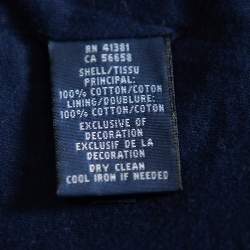 RN 41381
CA 56658
SHELL/TISSU
PRINCIPAL:
100% COTTON/COTON
LINING/DOUBLURE:
100% COTTON/COTON
EXCLUSIVE OF
DECORATION
EXCLUSIF DE LA
DECORATION
DRY CLEAN
COOL IRON IF NEEDED